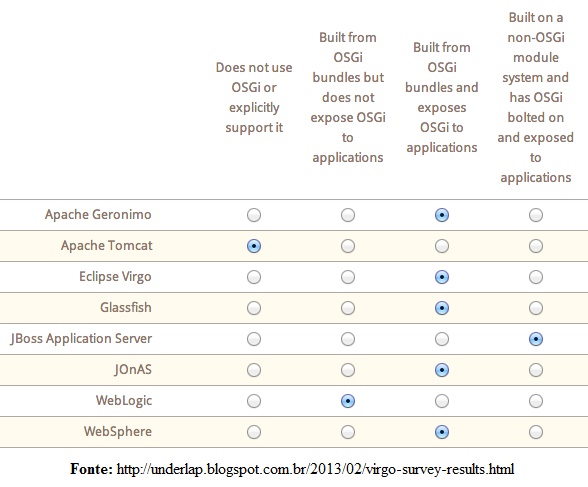 Does not use
OSGi or
explicitly
support it
Built from
OSGi
bundles but
does not
expose OSGi
to
applications
Built from
OSGi
bundles and
exposes
OSGi to
applications
Built on a
non-OSGi
module
system and
has OSGi
bolted on
and exposed
to
applications
Apache Geronimo
Apache Tomcat
Eclipse Virgo
Glassfish
JBoss Application Server
JOnAS
WebLogic
WebSphere
Fonte: http://underlap.blogspot.com.br/2013/02/virgo-survey-results.html